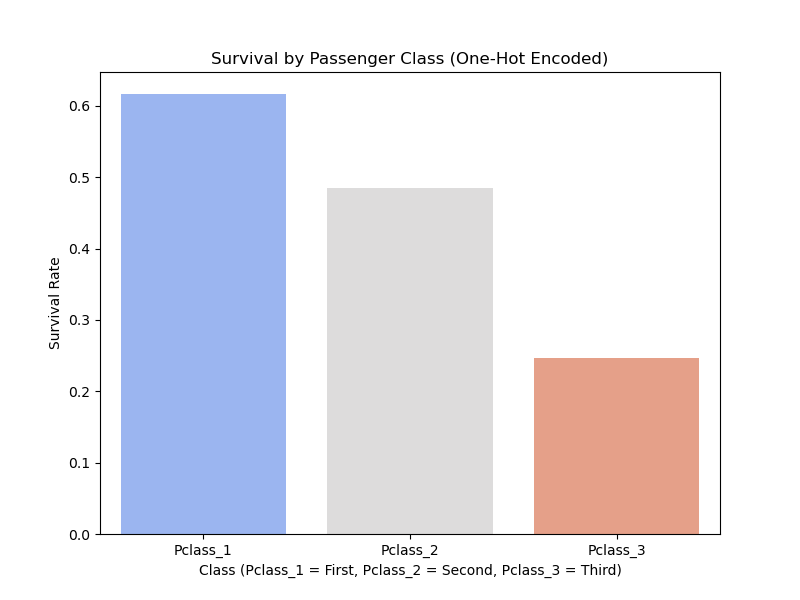 Survival by Passenger Class (One-Hot Encoded)
0.6
0.5
0.4
0.3
0.2
0.1
0.0
Survival Rate
Pclass_1 Pclass_2 Pclass_3
Class (Pclass_1 = First, Pclass_2 = Second, Pclass_3 = Third)